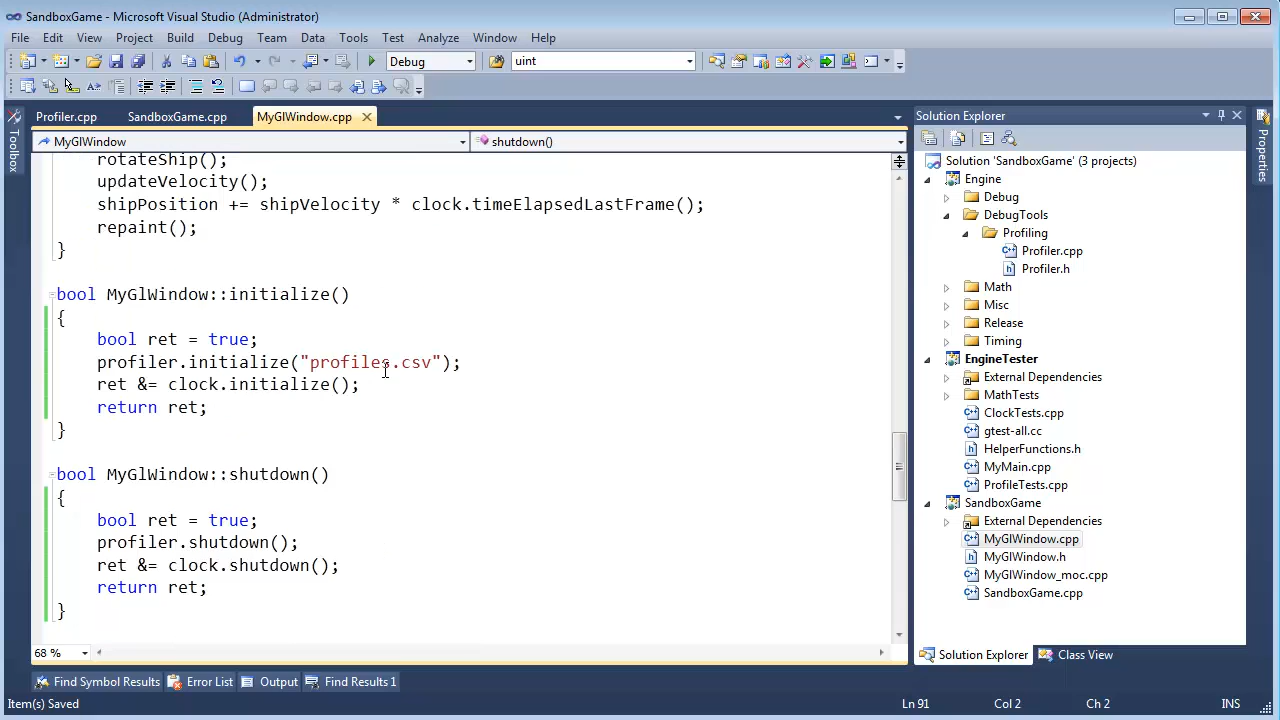 SandboxGame - Microsoft Visual Studio (Administrator)
File Edit View Project Build Debug Team Data Tools Test Analyze Window Help
Debug uint
Profiler.cpp SandboxGame.cpp MyGlWindow.cpp
MyGlWindow shutdown()
Toolbox
rotateShip();
updateVelocity();
shipPosition += shipVelocity * clock.timeElapsedLastFrame();
repaint();
}
bool MyGlWindow::initialize()
{
bool ret = true;
profiler.initialize("profiles.csv");
ret &= clock.initialize();
return ret;
}
bool MyGlWindow::shutdown()
{
bool ret = true;
profiler.shutdown();
ret &= clock.shutdown();
return ret;
}
68 %
Solution Explorer
Solution 'SandboxGame' (3 projects)
Engine
Debug
DebugTools
Profiling
Profiler.cpp
Profiler.h
Math
Misc
Release
Timing
EngineTester
External Dependencies
MathTests
ClockTests.cpp
gtest-all.cc
HelperFunctions.h
MyMain.cpp
ProfileTests.cpp
SandboxGame
External Dependencies
MyGlWindow.cpp
MyGlWindow.h
MyGlWindow_moc.cpp
SandboxGame.cpp
Solution Explorer Class View
Properties
Find Symbol Results Error List Output Find Results 1
Item(s) Saved Ln 91 Col 2 Ch 2 INS